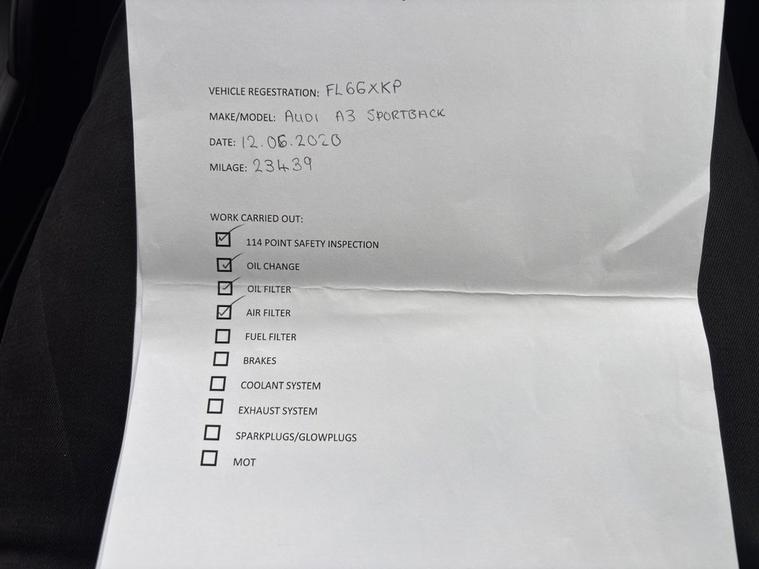 VEHICLE REGESTRATION: FL66XKP
MAKE/MODEL: AUDI A3 SPORTBACK
DATE: 12.06.2020
MILAGE: 23439
WORK CARRIED OUT:
114 POINT SAFETY INSPECTION
OIL CHANGE
OIL FILTER
AIR FILTER
FUEL FILTER
BRAKES
COOLANT SYSTEM
EXHAUST SYSTEM
SPARKPLUGS/GLOWPLUGS
MOT